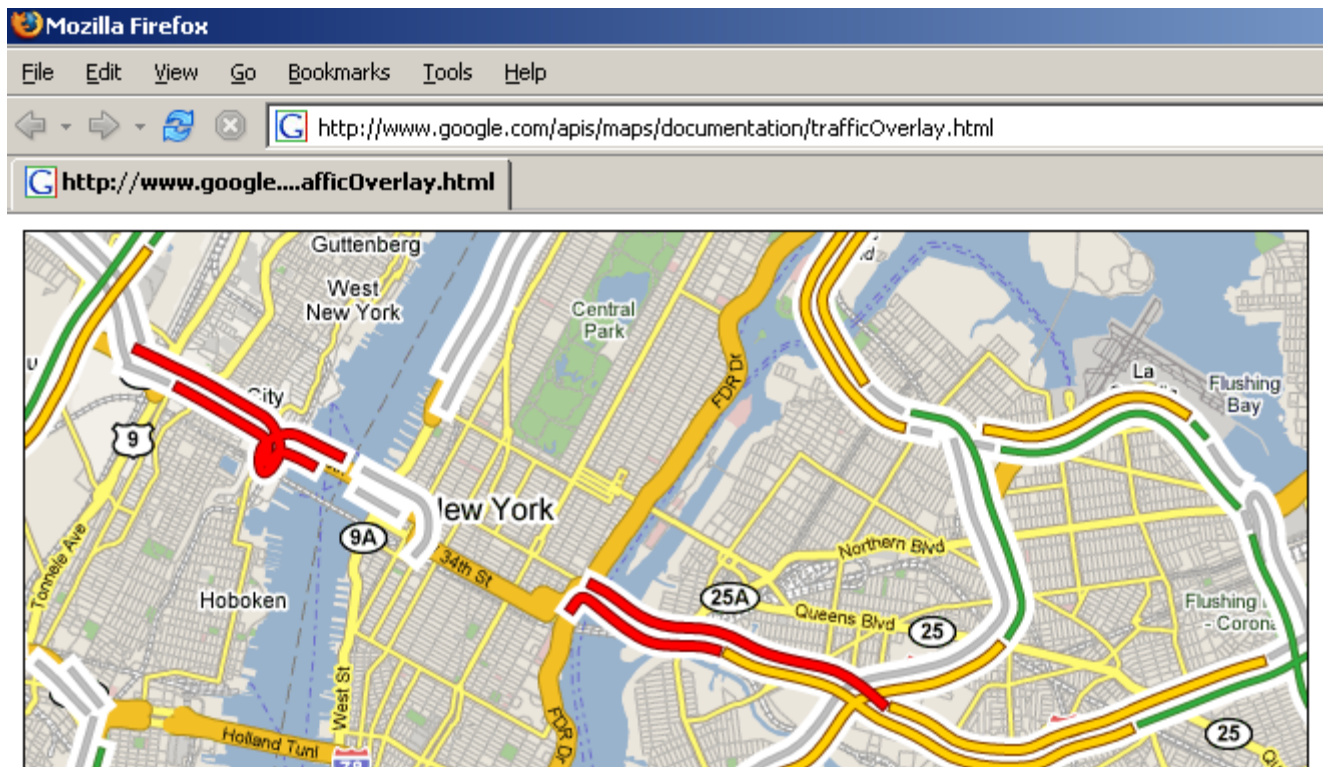 Mozilla Firefox
File Edit View Go Bookmarks Tools Help
http://www.google.com/apis/maps/documentation/trafficOverlay.html
http://www.google....afficOverlay.html
Guttenberg
West
New York
Central
Park
FDR Dr
La
Flushing
Bay
City
9
New York
9A
34th St
Northern Blvd
Tonnele Ave
Hoboken
25A
Queens Blvd
25
Flushing
- Corona
West St
FDR Dr
Holland Tunl
78
25